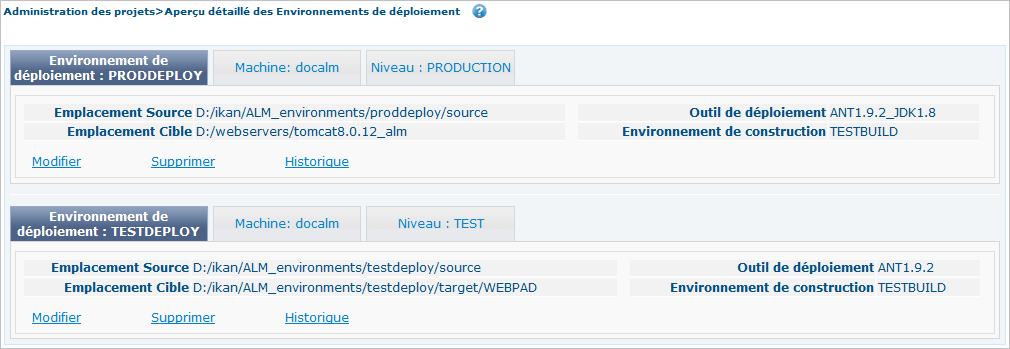 Administration des projets>Aperçu détaillé des Environnements de déploiement ?
Environnement de
déploiement : PRODDEPLOY
Machine: docalm
Niveau : PRODUCTION
Emplacement Source D:/ikan/ALM_environments/proddeploy/source
Outil de déploiement ANT1.9.2_JDK1.8
Emplacement Cible D:/webservers/tomcat8.0.12_alm
Environnement de construction TESTBUILD
Modifier Supprimer Historique
Environnement de
déploiement : TESTDEPLOY
Machine: docalm
Niveau : TEST
Emplacement Source D:/ikan/ALM_environments/testdeploy/source
Outil de déploiement ANT1.9.2
Emplacement Cible D:/ikan/ALM_environments/testdeploy/target/WEBPAD
Environnement de construction TESTBUILD
Modifier Supprimer Historique